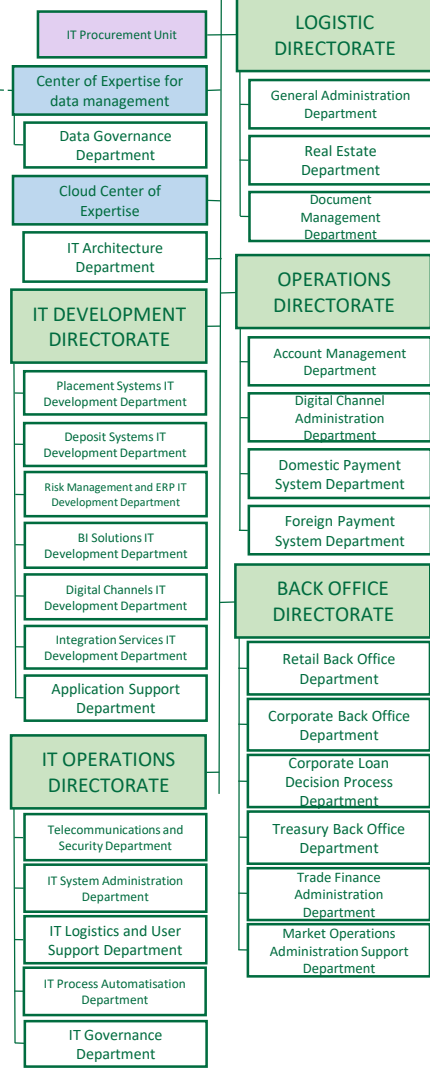 IT Procurement Unit
Center of Expertise for
data management
Data Governance
Department
Cloud Center of
Expertise
IT Architecture
Department
IT DEVELOPMENT
DIRECTORATE
Placement Systems IT
Development Department
Deposit Systems IT
Development Department
Risk Management and ERP IT
Development Department
BI Solutions IT
Development Department
Digital Channels IT
Development Department
Integration Services IT
Development Department
Application Support
Department
IT OPERATIONS
DIRECTORATE
Telecommunications and
Security Department
IT System Administration
Department
IT Logistics and User
Support Department
IT Process Automatisation
Department
IT Governance
Department
LOGISTIC
DIRECTORATE
General Administration
Department
Real Estate
Department
Document
Management
Department
OPERATIONS
DIRECTORATE
Account Management
Department
Digital Channel
Administration
Department
Domestic Payment
System Department
Foreign Payment
System Department
BACK OFFICE
DIRECTORATE
Retail Back Office
Department
Corporate Back Office
Department
Corporate Loan
Decision Process
Department
Treasury Back Office
Department
Trade Finance
Administration
Department
Market Operations
Administration Support
Department